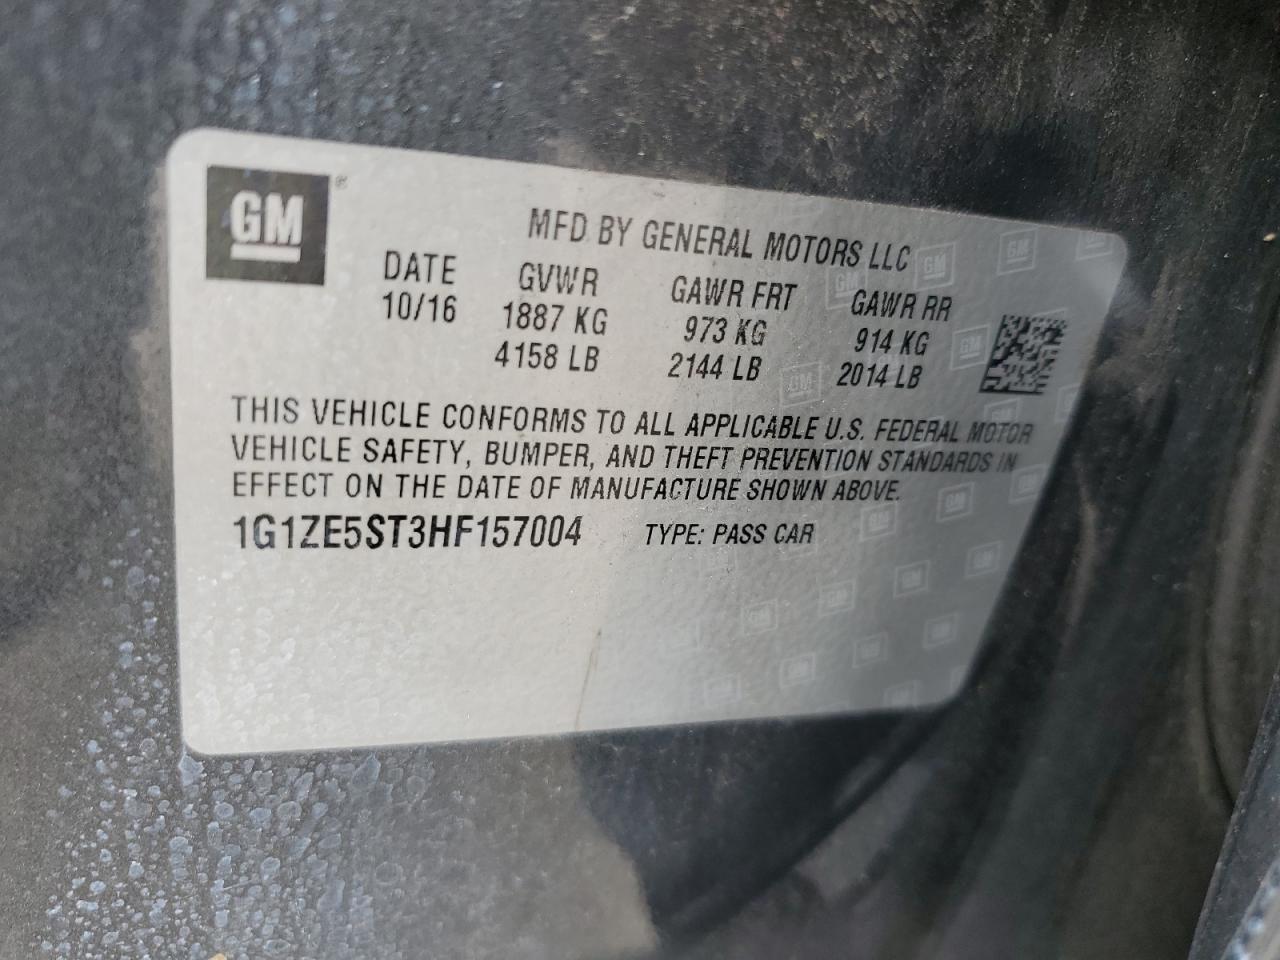 GM ®
MFD BY GENERAL MOTORS LLC
DATE GVWR GAWR FRT GAWR RR
10/16 1887 KG 973 KG 914 KG
4158 LB 2144 LB 2014 LB
THIS VEHICLE CONFORMS TO ALL APPLICABLE U.S. FEDERAL MOTOR
VEHICLE SAFETY, BUMPER, AND THEFT PREVENTION STANDARDS IN
EFFECT ON THE DATE OF MANUFACTURE SHOWN ABOVE.
1G1ZE5ST3HF157004 TYPE: PASS CAR